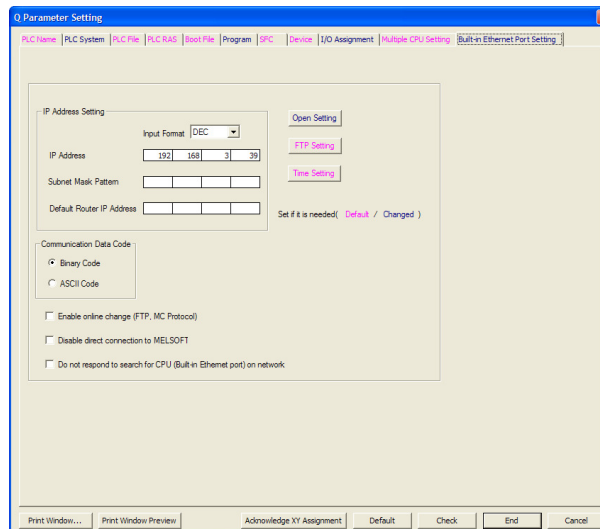 Q Parameter Setting
PLC Name PLC System PLC File PLC RAS Boot File Program SFC Device I/O Assignment Multiple CPU Setting Built-in Ethernet Port Setting
IP Address Setting
Input Format DEC
IP Address 192 168 3 39
Subnet Mask Pattern
Default Router IP Address
Open Setting
FTP Setting
Time Setting
Set if it is needed( Default / Changed )
Communication Data Code
Binary Code
ASCII Code
Enable online change (FTP, MC Protocol)
Disable direct connection to MELSOFT
Do not respond to search for CPU (Built-in Ethernet port) on network
Print Window... Print Window Preview Acknowledge XY Assignment Default Check End Cancel